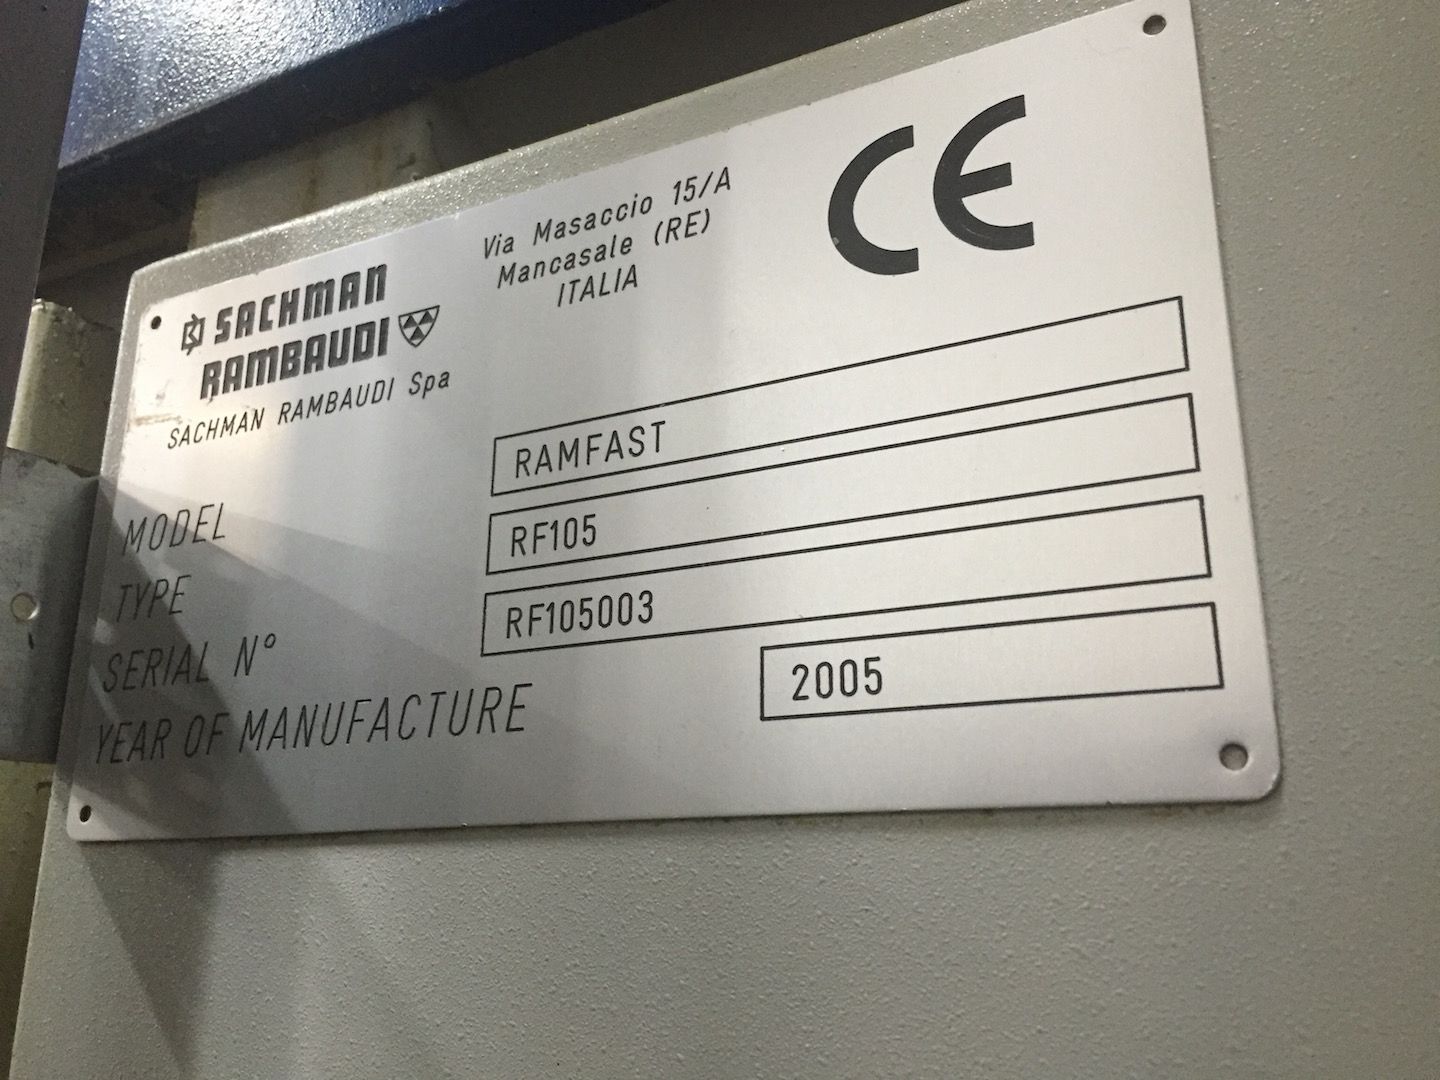 SACHMAN
RAMBAUDI
SACHMAN RAMBAUDI Spa
Via Masaccio 15/A
Mancasale (RE)
ITALIA
CE
MODEL RAMFAST
TYPE RF105
SERIAL N° RF105003
YEAR OF MANUFACTURE 2005